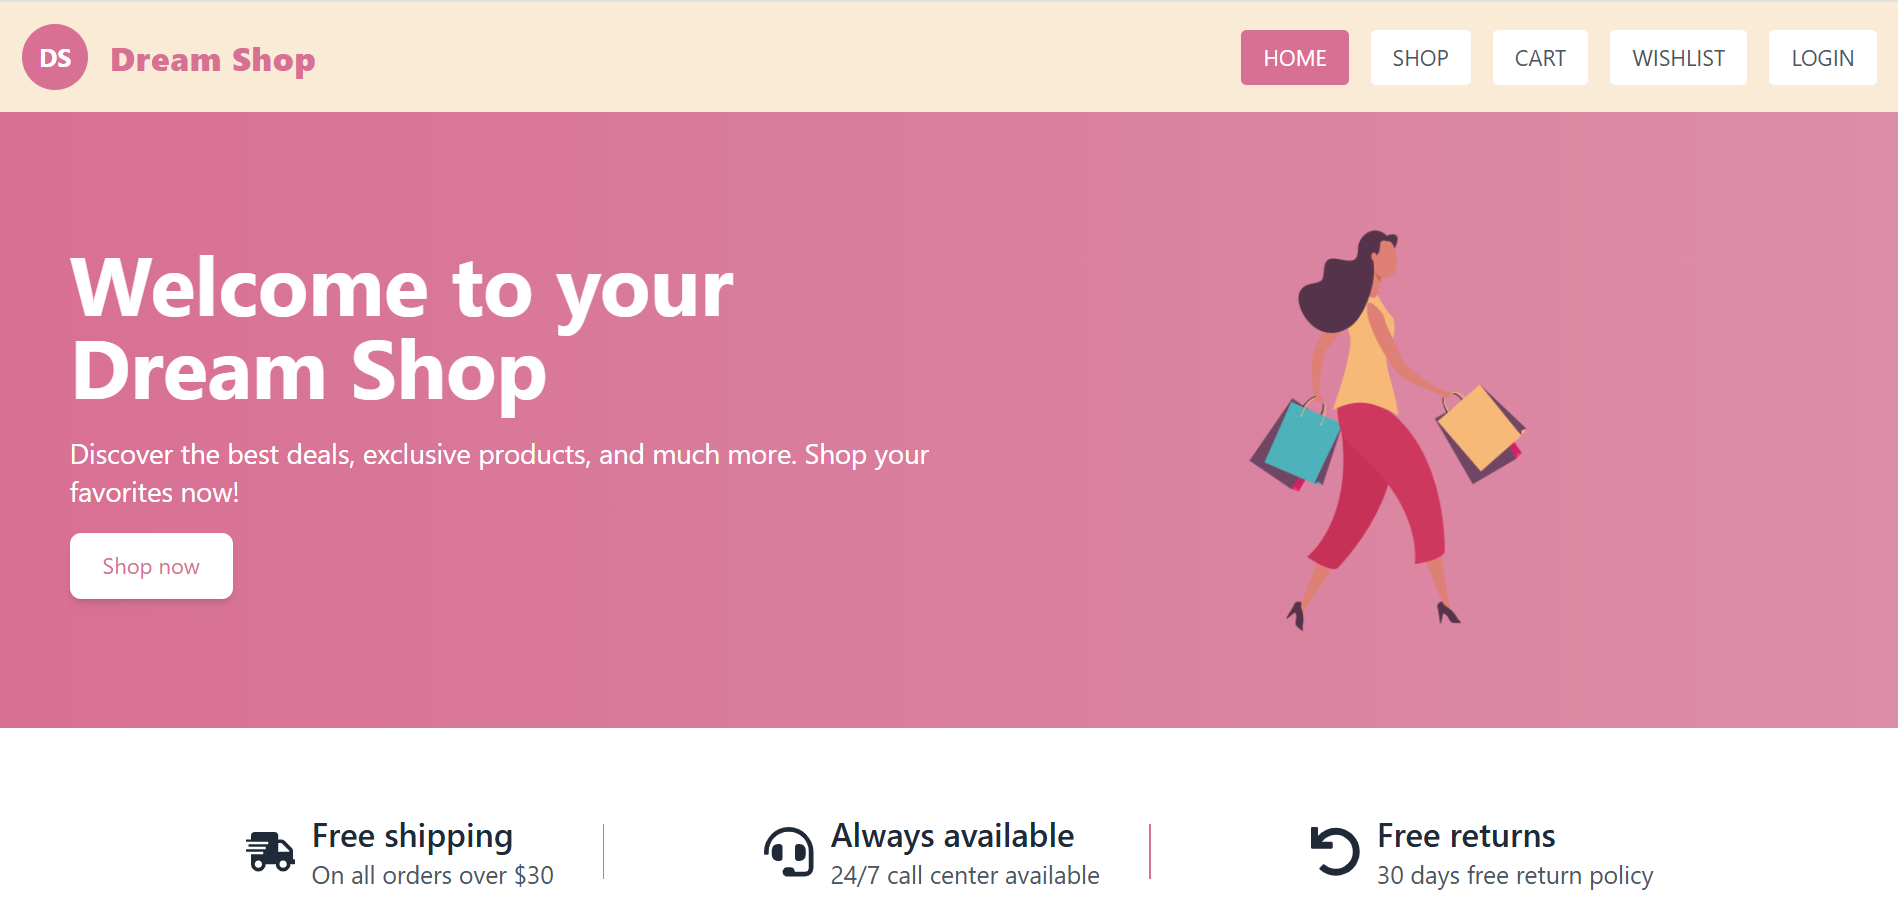 DS
Dream Shop
HOME
SHOP
CART
WISHLIST
LOGIN
Welcome to your
Dream Shop
Discover the best deals, exclusive products, and much more. Shop your
favorites now!
Shop now
Free shipping
On all orders over $30
Always available
24/7 call center available
Free returns
30 days free return policy